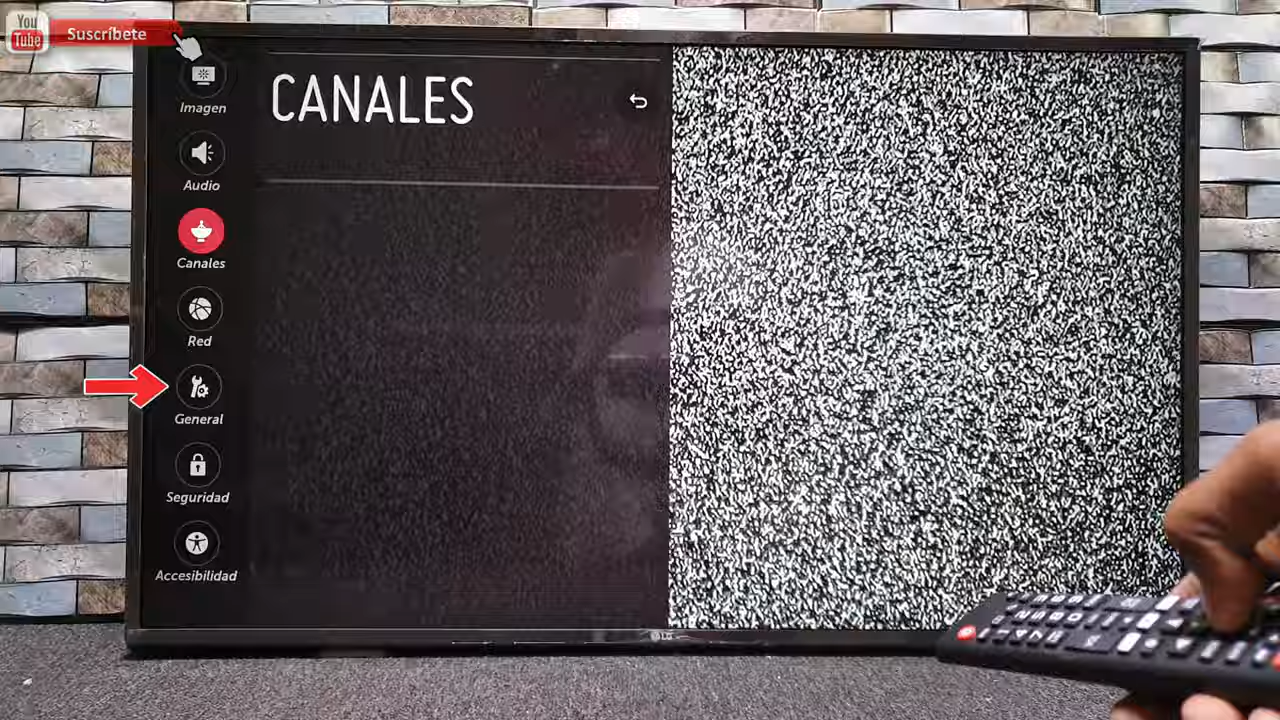 You
Tube
Suscríbete
Imagen
CANALES
Audio
Canales
Red
General
Seguridad
Accesibilidad
LG